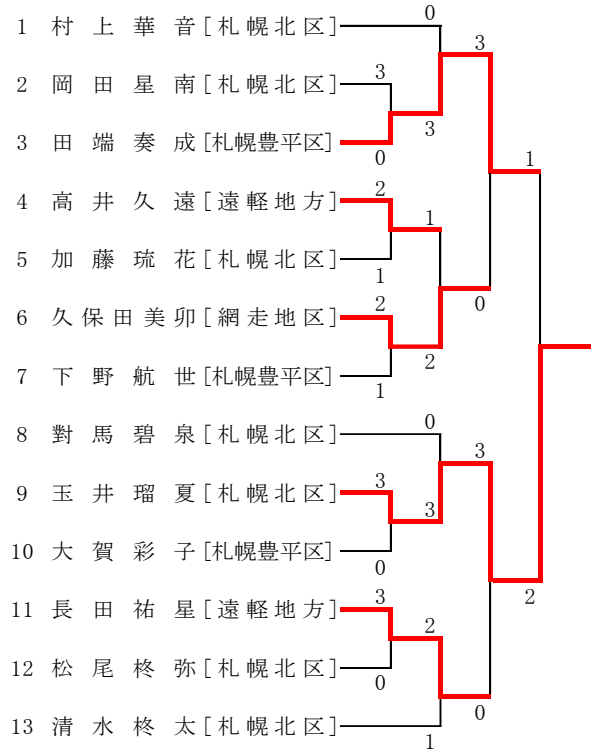 0
1 村上華音[札幌北区]
3
3
2 岡田星南[札幌北区]
3
3 田端奏成[札幌豊平区]
0
1
2
4 高井久遠[遠軽地方]
1
5 加藤琉花[札幌北区]
1
2
0
6 久保田美卯[網走地区]
2
7 下野航世[札幌豊平区]
1
0
8 對馬碧泉[札幌北区]
3
3
9 玉井瑠夏[札幌北区]
3
10 大賀彩子[札幌豊平区]
0
3
2
11 長田祐星[遠軽地方]
2
12 松尾柊弥[札幌北区]
0
0
13 清水柊太[札幌北区]
1